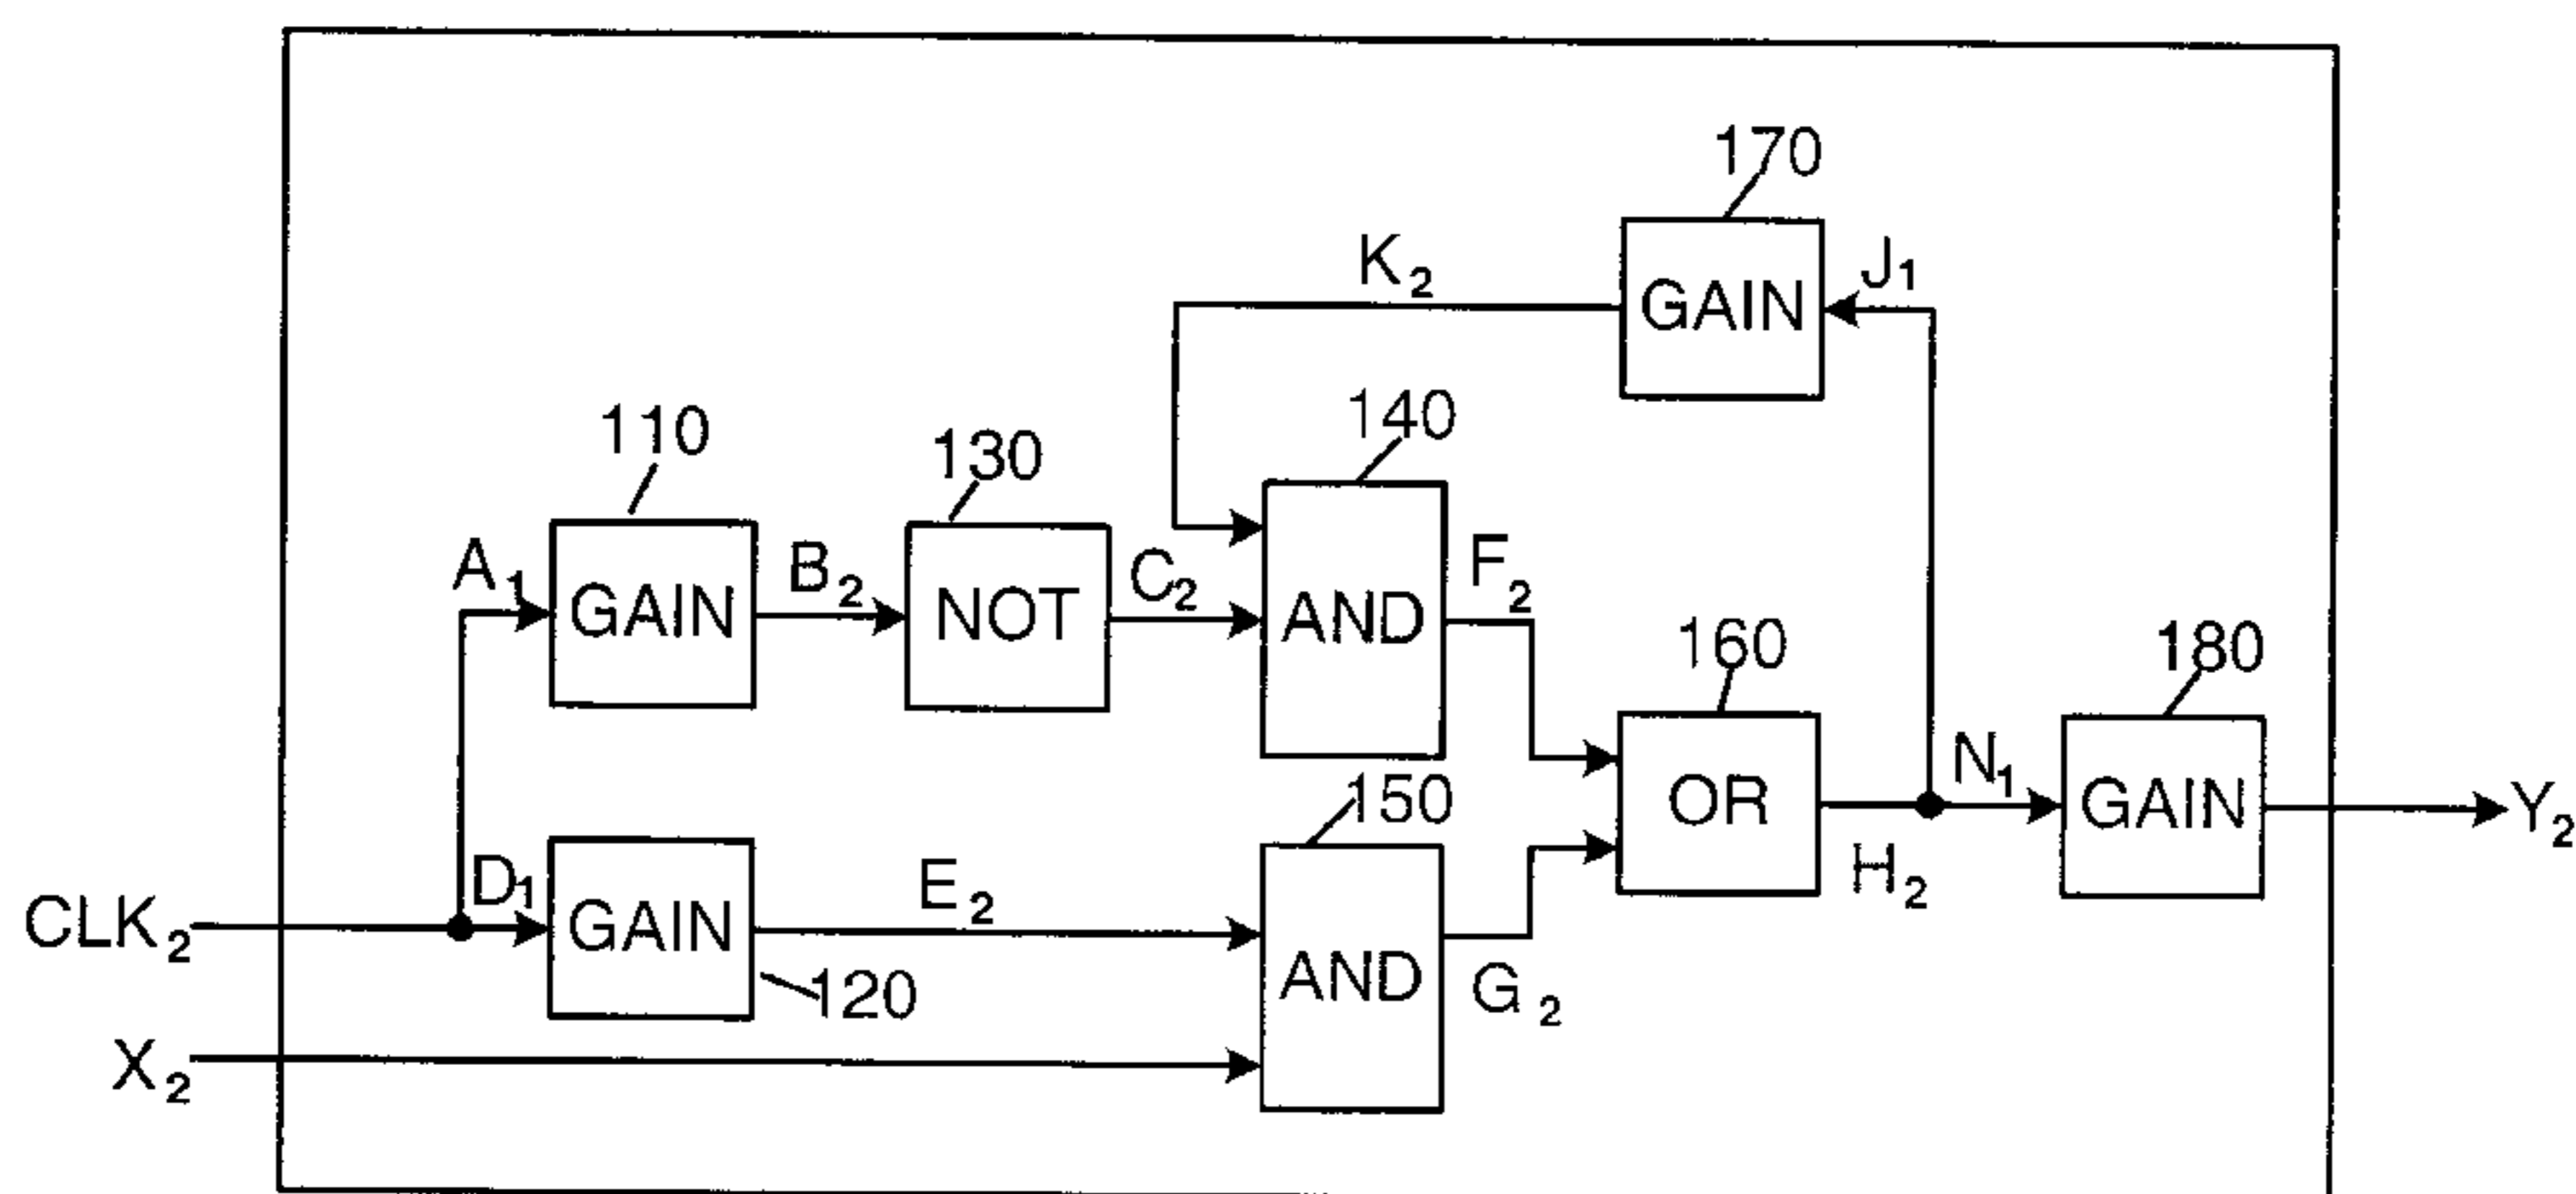 170
K₂
GAIN
J₁
140
110
130
A₁
GAIN
B₂
NOT
C₂
AND
F₂
160
180
150
OR
N₁
GAIN
Y₂
D₁
E₂
H₂
CLK₂
GAIN
120
AND
G₂
X₂